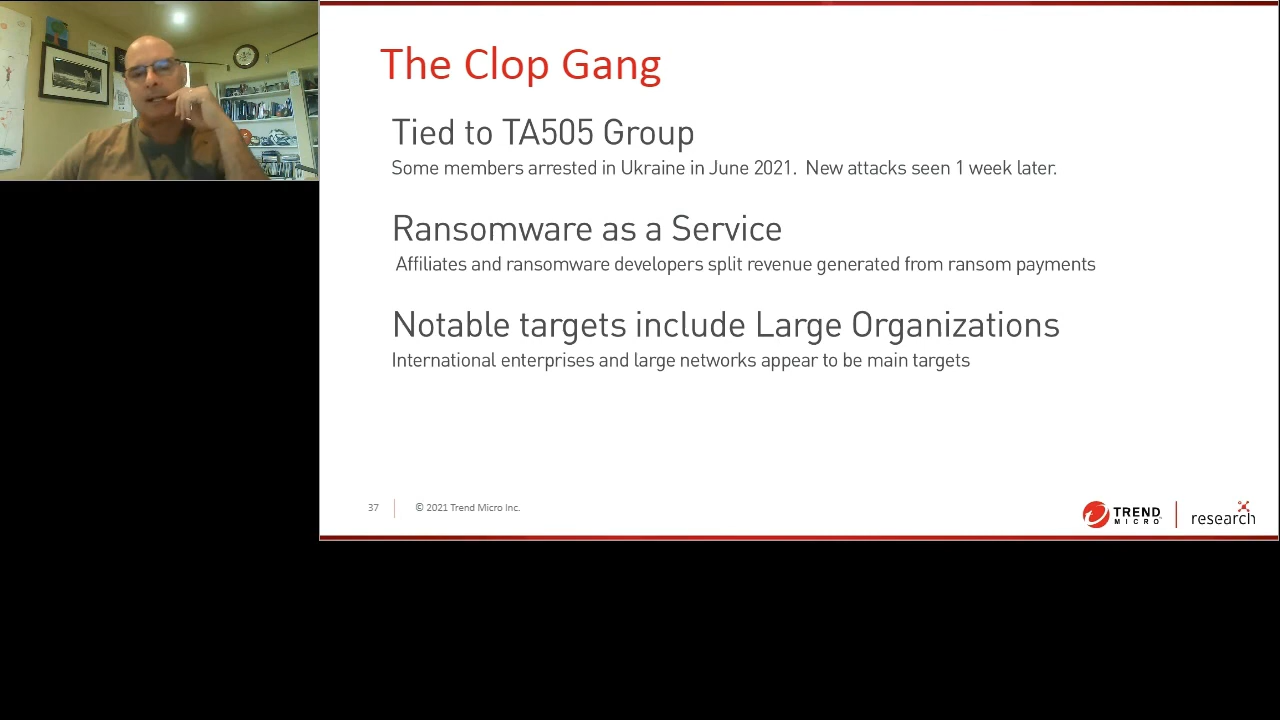 The Clop Gang
Tied to TA505 Group
Some members arrested in Ukraine in June 2021.  New attacks seen 1 week later.
Ransomware as a Service
Affiliates and ransomware developers split revenue generated from ransom payments
Notable targets include Large Organizations
International enterprises and large networks appear to be main targets
37
© 2021 Trend Micro Inc.
TREND
MICRO
research